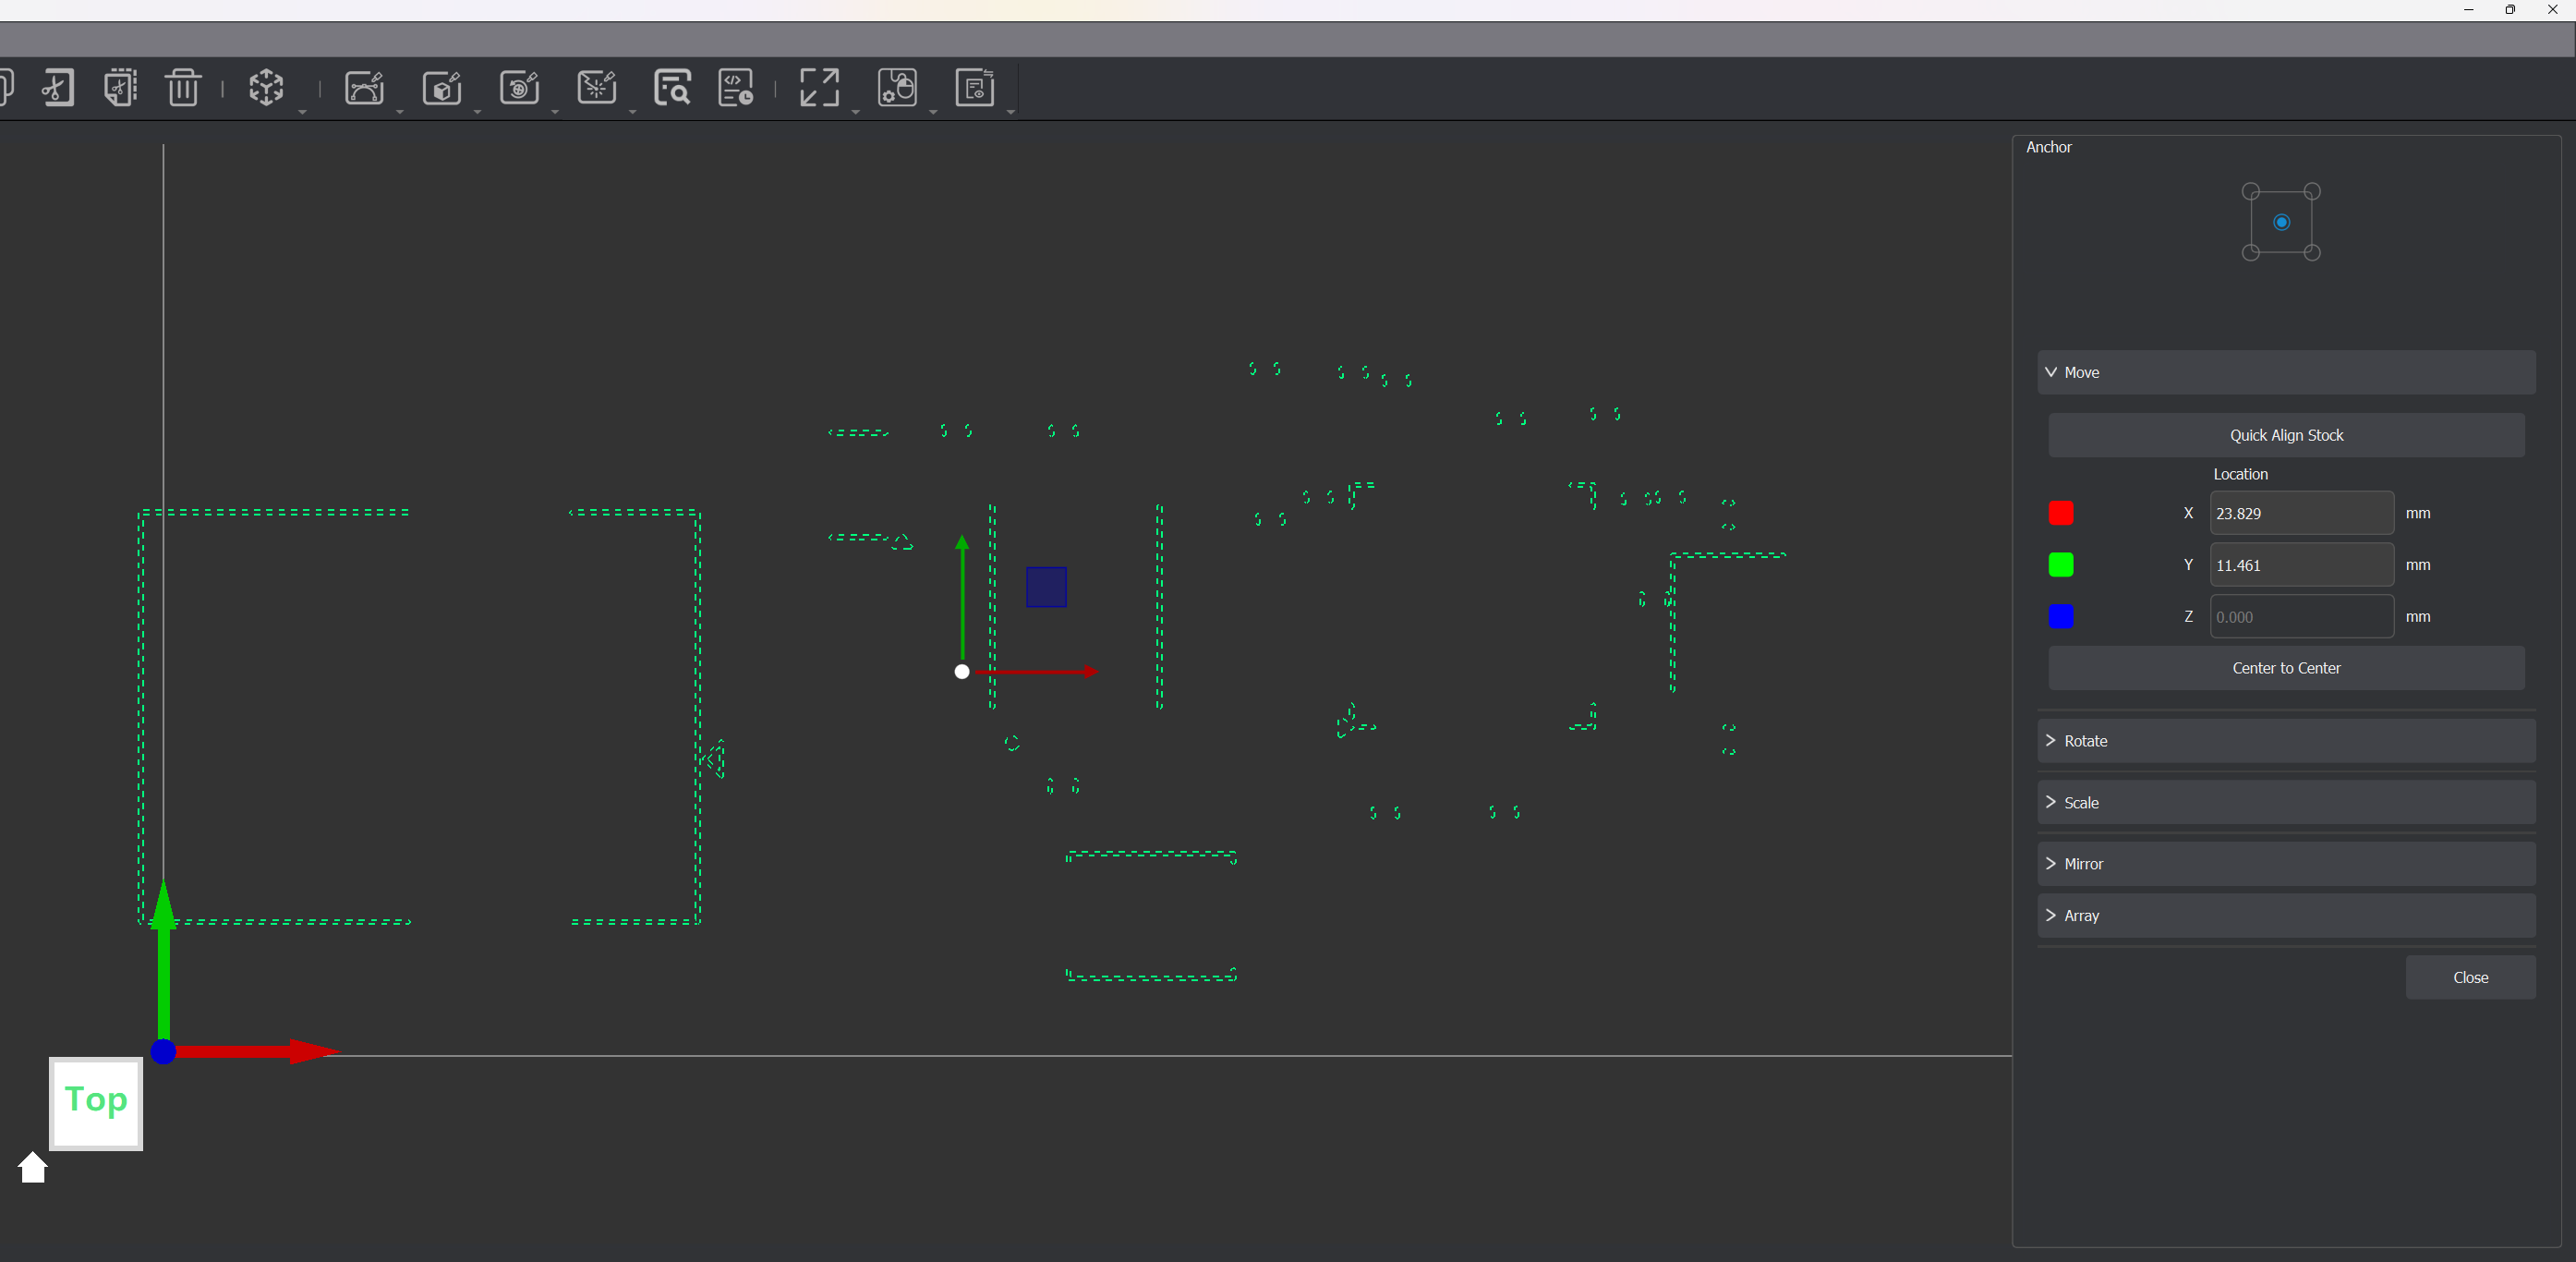 Anchor
Move
Quick Align Stock
Location
X 23.829 mm
Y 11.461 mm
Z 0.000 mm
Center to Center
Rotate
Scale
Mirror
Array
Close
Top